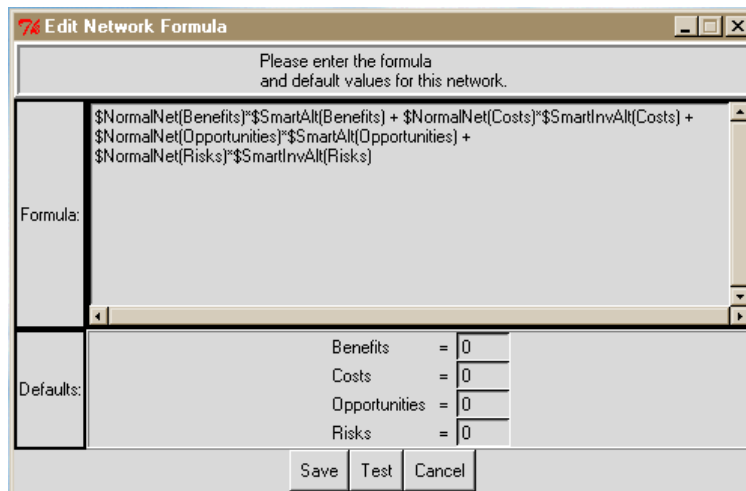 Edit Network Formula
Please enter the formula
and default values for this network.
Formula:
$NormalNet(Benefits)*$SmartAlt(Benefits) + $NormalNet(Costs)*$SmartInvAlt(Costs) +
$NormalNet(Opportunities)*$SmartAlt(Opportunities) +
$NormalNet(Risks)*$SmartInvAlt(Risks)
Defaults:
Benefits = 0
Costs = 0
Opportunities = 0
Risks = 0
Save Test Cancel